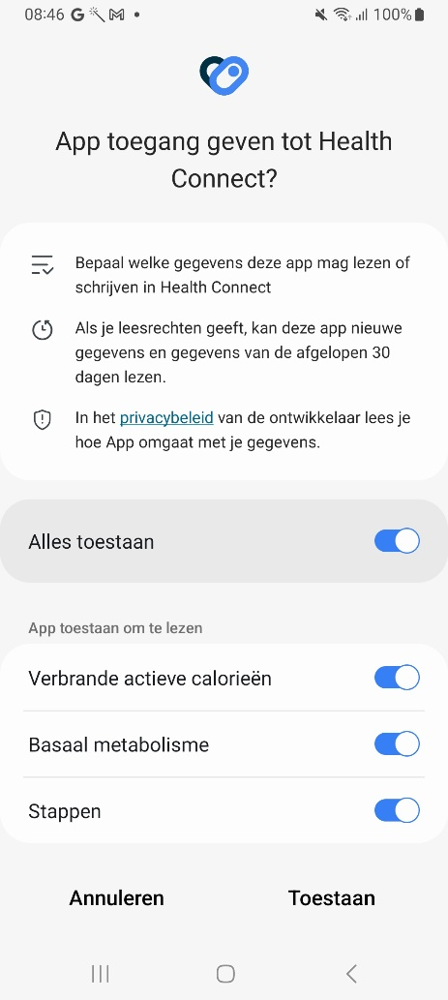 08:46 G 100%
App toegang geven tot Health
Connect?
Bepaal welke gegevens deze app mag lezen of
schrijven in Health Connect
Als je leesrechten geeft, kan deze app nieuwe
gegevens en gegevens van de afgelopen 30
dagen lezen.
In het privacybeleid van de ontwikkelaar lees je
hoe App omgaat met je gegevens.
Alles toestaan
App toestaan om te lezen
Verbrande actieve calorieën
Basaal metabolisme
Stappen
Annuleren Toestaan